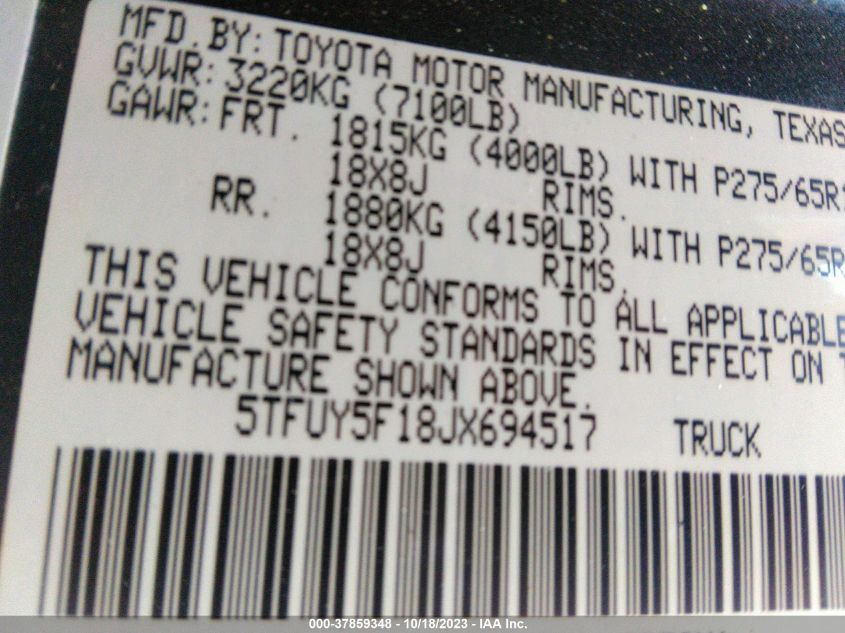 MFD. BY: TOYOTA MOTOR MANUFACTURING, TEXAS
GVWR: 3220KG (7100LB)
GAWR: FRT. 1815KG (4000LB) WITH P275/65R
18X8J RIMS.
RR. 1880KG (4150LB) WITH P275/65R
18X8J RIMS.
THIS VEHICLE CONFORMS TO ALL APPLICABLE
VEHICLE SAFETY STANDARDS IN EFFECT ON
MANUFACTURE SHOWN ABOVE.
5TFUY5F18JX694517 TRUCK
000-37859348 - 10/18/2023 - IAA Inc.